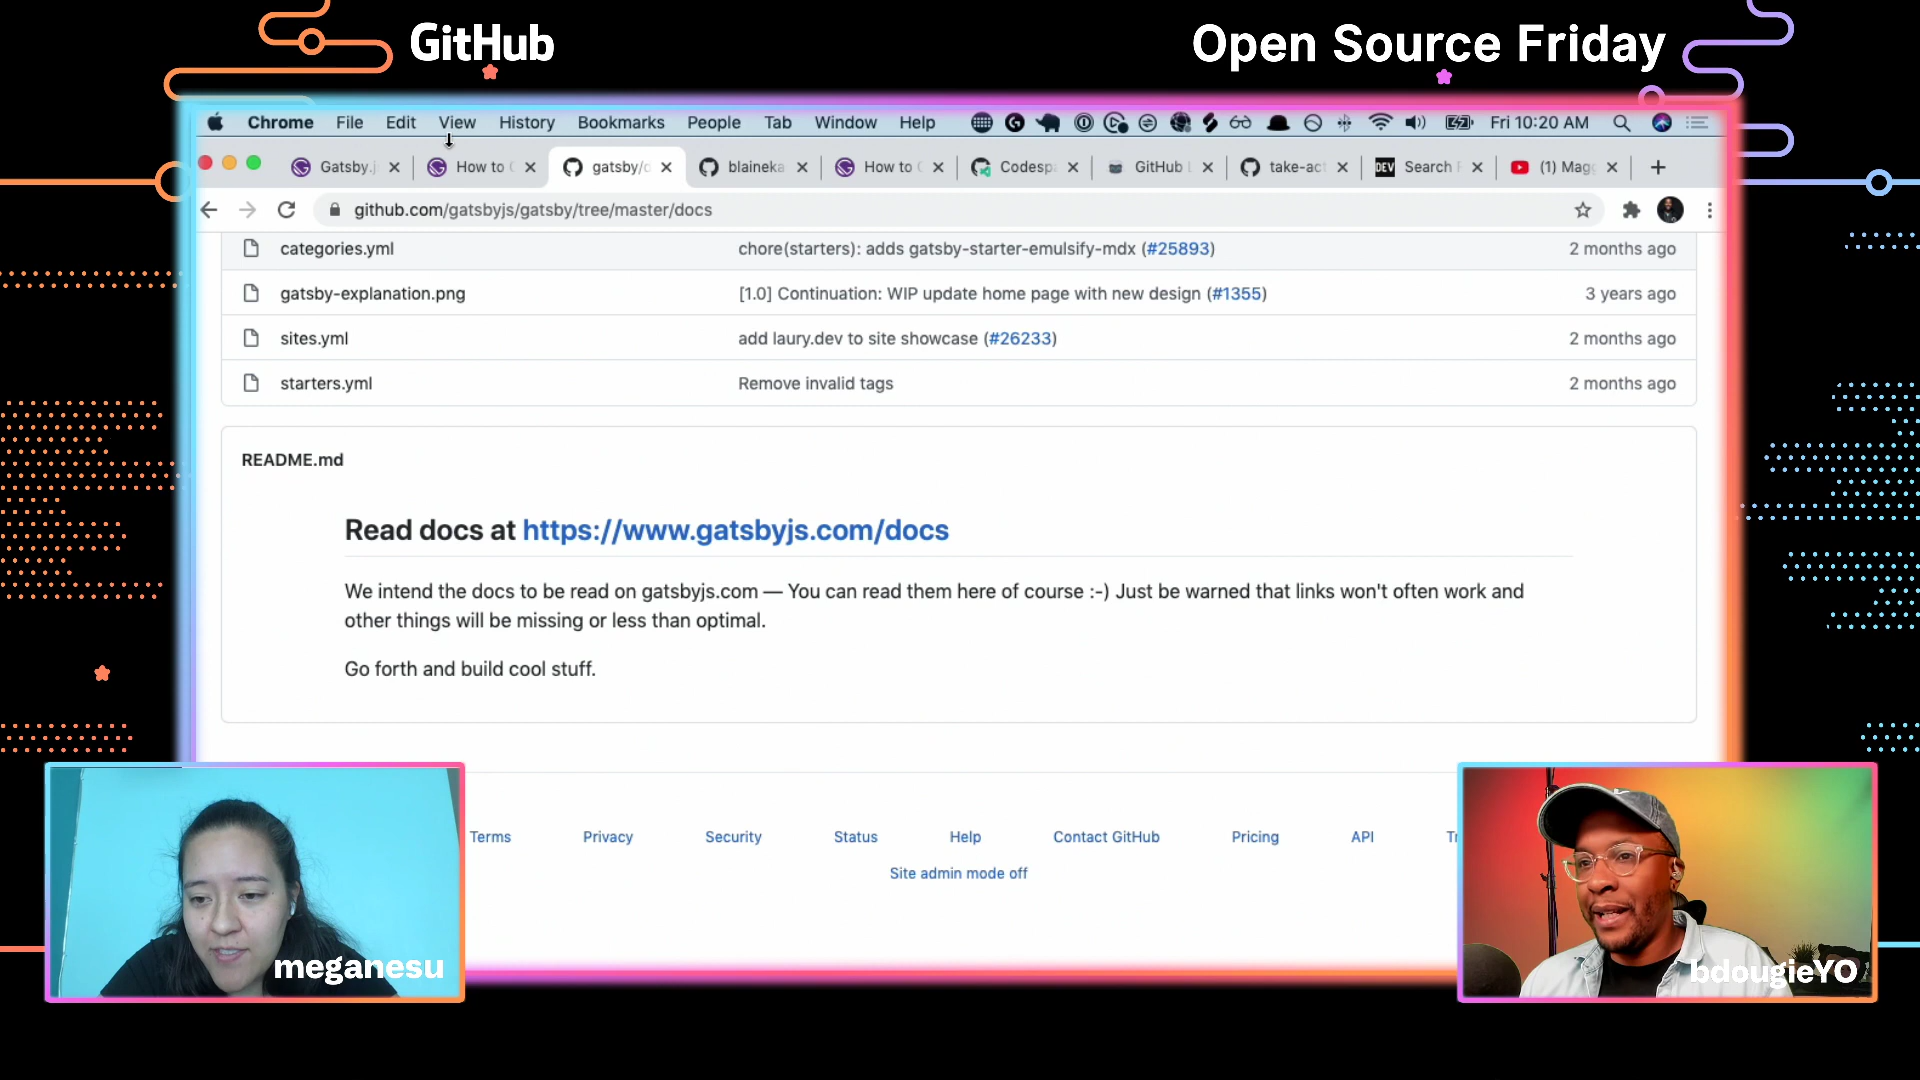 GitHub
Open Source Friday
Chrome File Edit View History Bookmarks People Tab Window Help Fri 10:20 AM
Gatsby.j How to gatsby/d blaineka How to Codesp GitHub take-act DEV Search (1) Mag
github.com/gatsbyjs/gatsby/tree/master/docs
categories.yml chore(starters): adds gatsby-starter-emulsify-mdx (#25893) 2 months ago
gatsby-explanation.png [1.0] Continuation: WIP update home page with new design (#1355) 3 years ago
sites.yml add laury.dev to site showcase (#26233) 2 months ago
starters.yml Remove invalid tags 2 months ago
README.md
Read docs at https://www.gatsbyjs.com/docs
We intend the docs to be read on gatsbyjs.com — You can read them here of course :-) Just be warned that links won't often work and
other things will be missing or less than optimal.
Go forth and build cool stuff.
Terms Privacy Security Status Help Contact GitHub Pricing API
Site admin mode off
meganesu
bdougieYO